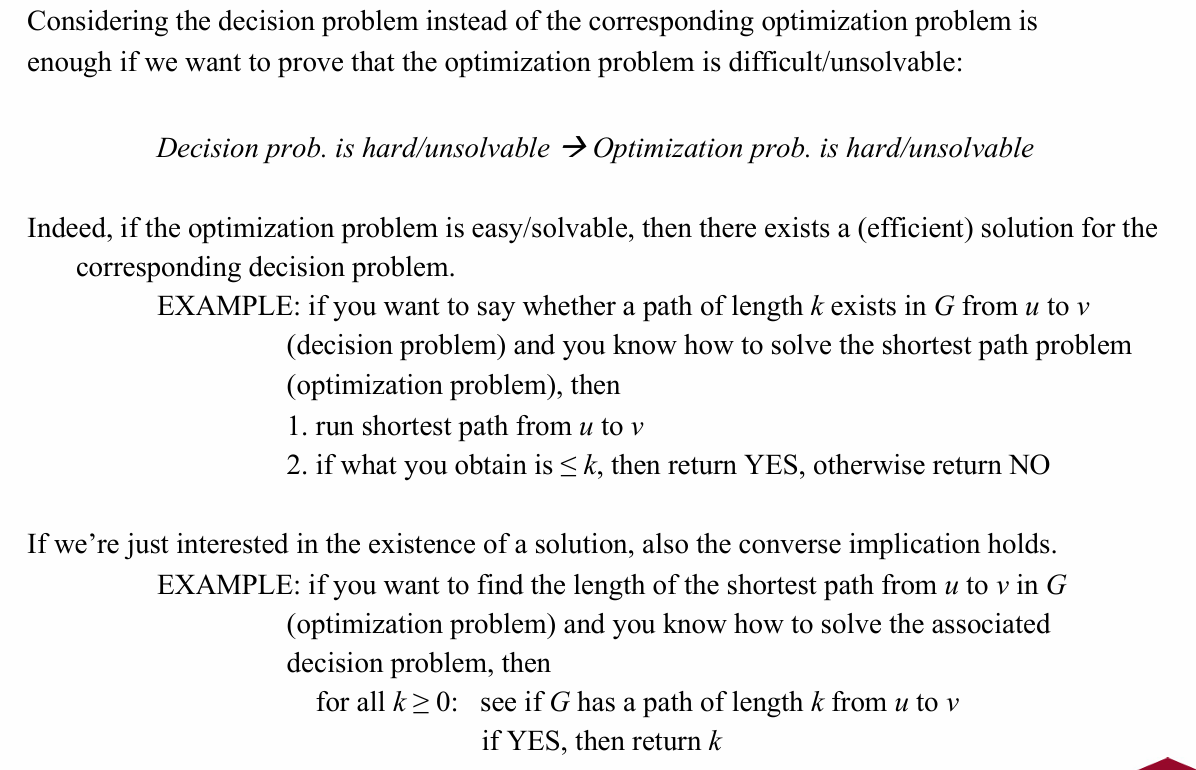 Considering the decision problem instead of the corresponding optimization problem is
enough if we want to prove that the optimization problem is difficult/unsolvable:
Decision prob. is hard/unsolvable → Optimization prob. is hard/unsolvable
Indeed, if the optimization problem is easy/solvable, then there exists a (efficient) solution for the
corresponding decision problem.
EXAMPLE: if you want to say whether a path of length k exists in G from u to v
(decision problem) and you know how to solve the shortest path problem
(optimization problem), then
1. run shortest path from u to v
2. if what you obtain is ≤ k, then return YES, otherwise return NO
If we’re just interested in the existence of a solution, also the converse implication holds.
EXAMPLE: if you want to find the length of the shortest path from u to v in G
(optimization problem) and you know how to solve the associated
decision problem, then
for all k ≥ 0: see if G has a path of length k from u to v
if YES, then return k